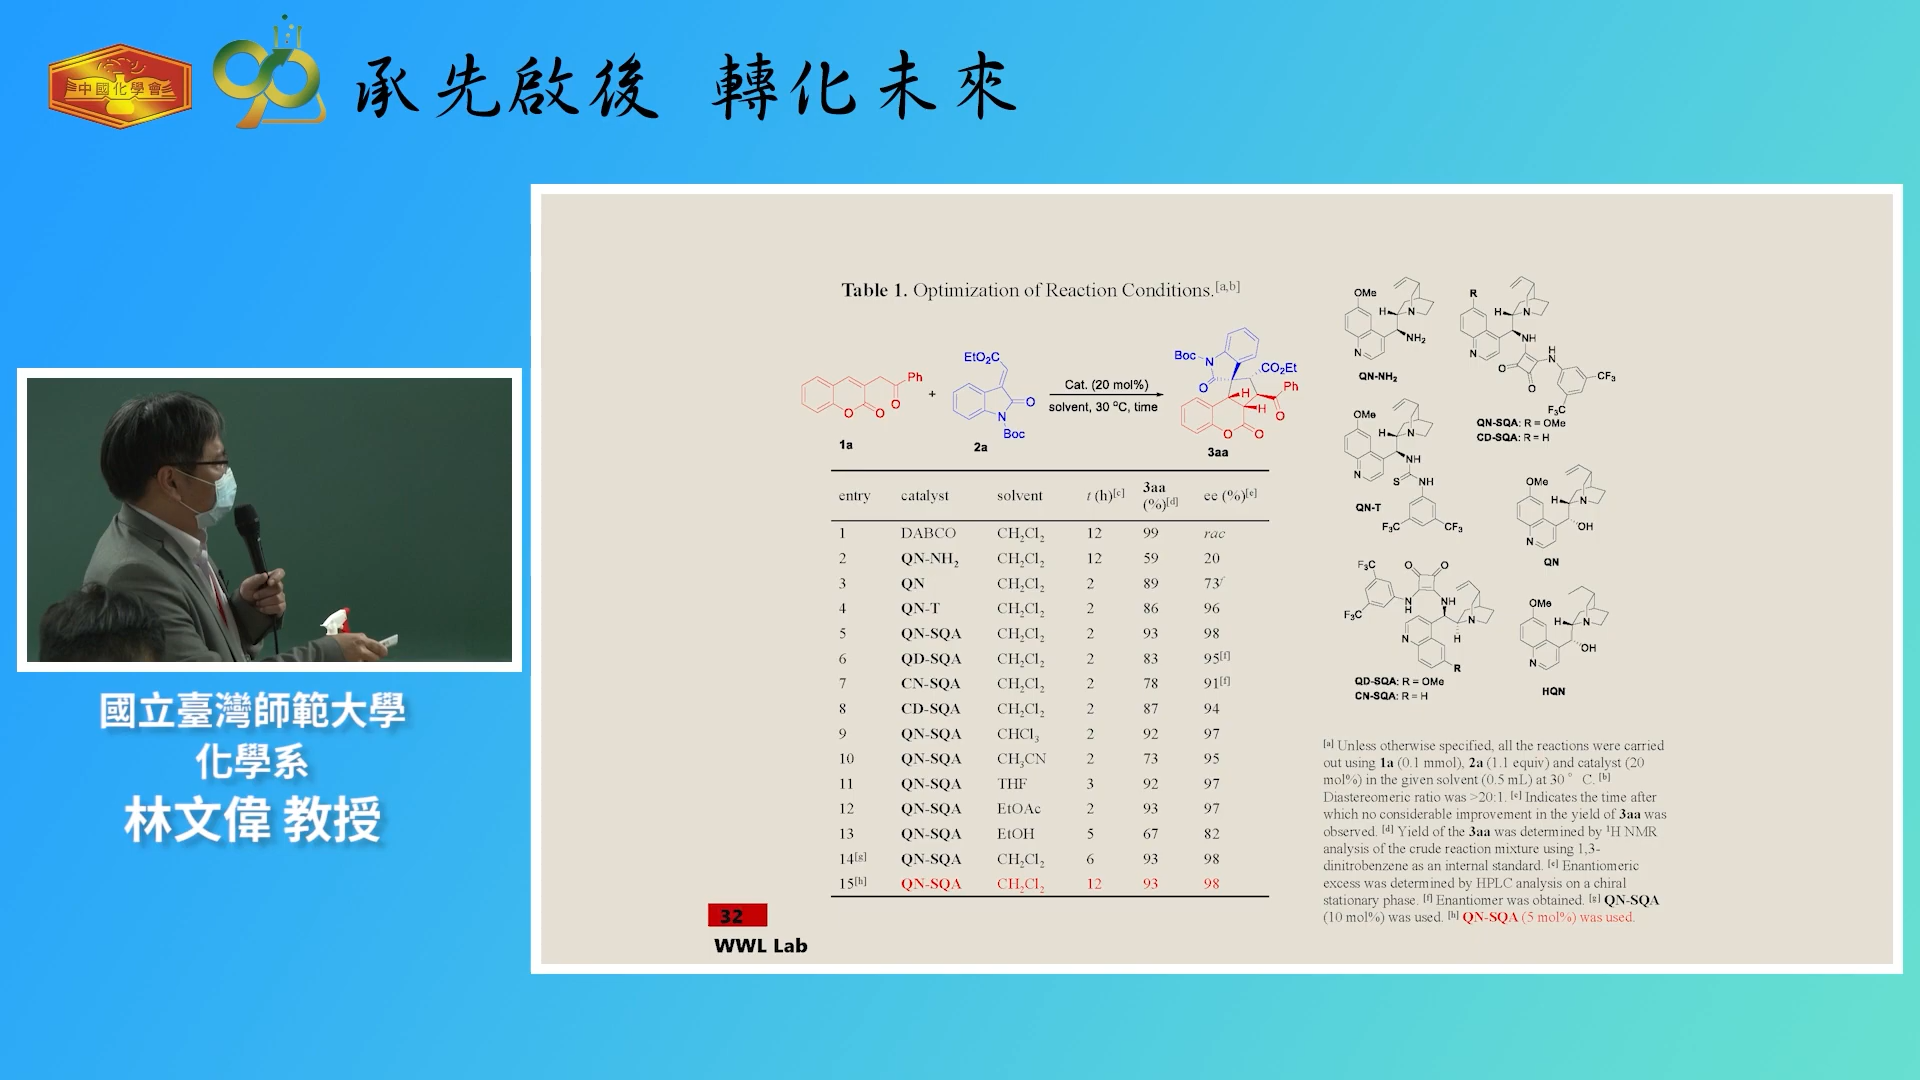 中國化學會
90
承先啟後 轉化未來
國立臺灣師範大學
化學系
林文偉 教授
Table 1. Optimization of Reaction Conditions.[a,b]
EtO2C
Ph
O
O
O
1a
+
O
N
Boc
2a
Cat. (20 mol%)
solvent, 30 °C, time
Boc
N
O
CO2Et
Ph
H
H
O
O
O
3aa
entry catalyst solvent t (h)[c] 3aa (%)[d] ee (%)[e]
1 DABCO CH2Cl2 12 99 rac
2 QN-NH2 CH2Cl2 12 59 20
3 QN CH2Cl2 2 89 73
4 QN-T CH2Cl2 2 86 96
5 QN-SQA CH2Cl2 2 93 98
6 QD-SQA CH2Cl2 2 83 95[f]
7 CN-SQA CH2Cl2 2 78 91[f]
8 CD-SQA CH2Cl2 2 87 94
9 QN-SQA CHCl3 2 92 97
10 QN-SQA CH3CN 2 73 95
11 QN-SQA THF 3 92 97
12 QN-SQA EtOAc 2 93 97
13 QN-SQA EtOH 5 67 82
14[g] QN-SQA CH2Cl2 6 93 98
15[h] QN-SQA CH2Cl2 12 93 98
32
WWL Lab
OMe
H
N
NH2
N
QN-NH2
R
H
N
NH
N
H
N
O
O
CF3
F3C
QN-SQA: R = OMe
CD-SQA: R = H
OMe
H
N
NH
N
S
NH
QN-T
F3C
CF3
OMe
H
N
OH
N
QN
F3C
O
O
F3C
N
H
NH
N
N
H
R
QD-SQA: R = OMe
CN-SQA: R = H
OMe
H
N
OH
N
HQN
[a] Unless otherwise specified, all the reactions were carried
out using 1a (0.1 mmol), 2a (1.1 equiv) and catalyst (20
mol%) in the given solvent (0.5 mL) at 30 ° C. [b]
Diastereomeric ratio was >20:1. [c] Indicates the time after
which no considerable improvement in the yield of 3aa was
observed. [d] Yield of the 3aa was determined by 1H NMR
analysis of the crude reaction mixture using 1,3-
dinitrobenzene as an internal standard. [e] Enantiomeric
excess was determined by HPLC analysis on a chiral
stationary phase. [f] Enantiomer was obtained. [g] QN-SQA
(10 mol%) was used. [h] QN-SQA (5 mol%) was used.